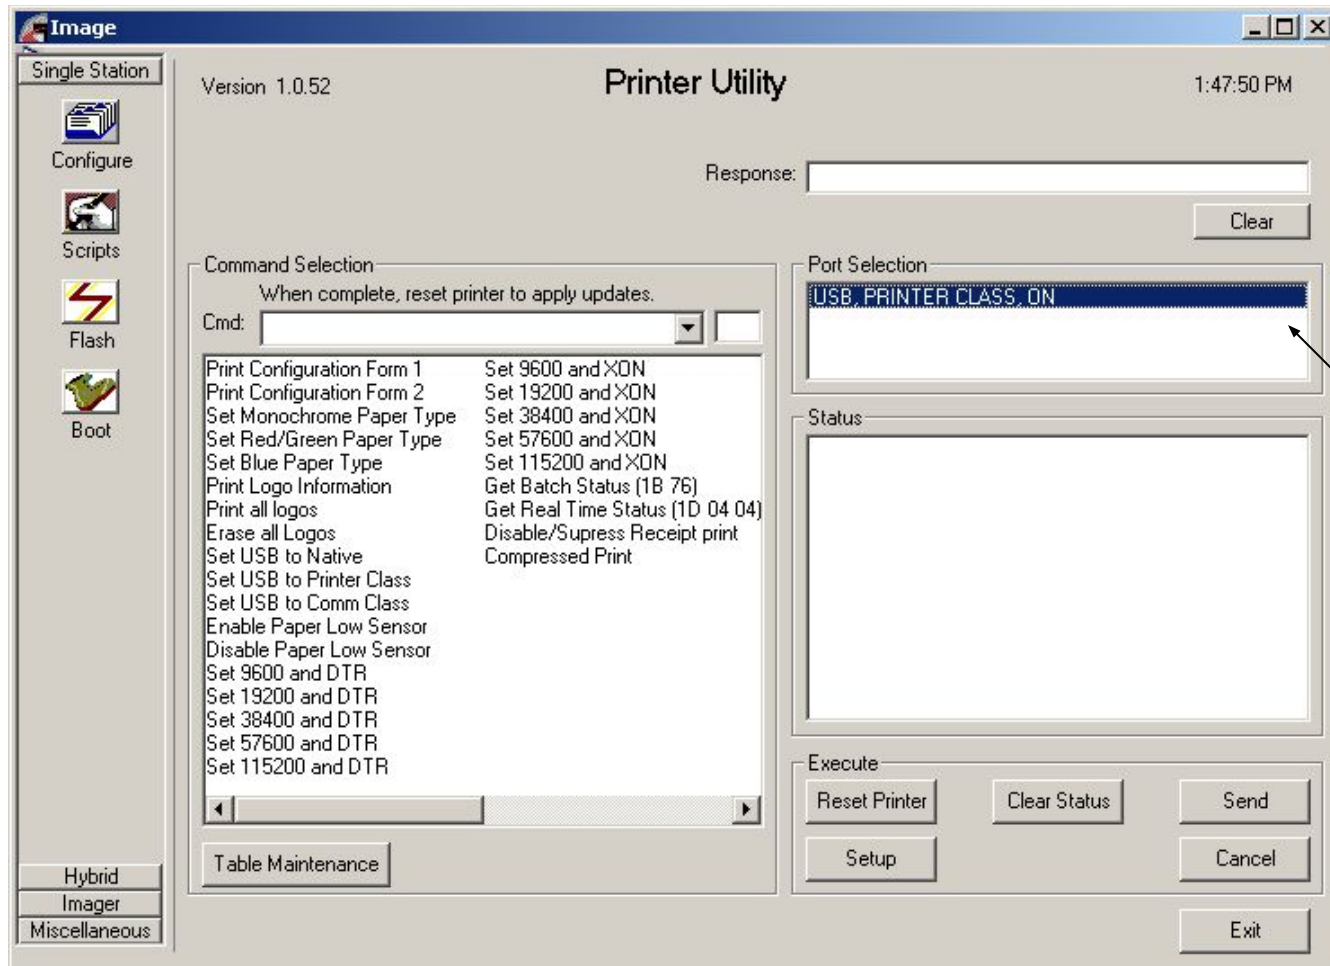 Image
Single Station
Configure
Scripts
Flash
Boot
Hybrid
Imager
Miscellaneous
Version 1.0.52
Printer Utility
1:47:50 PM
Response:
Clear
Command Selection
When complete, reset printer to apply updates.
Cmd:
Print Configuration Form 1
Print Configuration Form 2
Set Monochrome Paper Type
Set Red/Green Paper Type
Set Blue Paper Type
Print Logo Information
Print all logos
Erase all Logos
Set USB to Native
Set USB to Printer Class
Set USB to Comm Class
Enable Paper Low Sensor
Disable Paper Low Sensor
Set 9600 and DTR
Set 19200 and DTR
Set 38400 and DTR
Set 57600 and DTR
Set 115200 and DTR
Set 9600 and XON
Set 19200 and XON
Set 38400 and XON
Set 57600 and XON
Set 115200 and XON
Get Batch Status (1B 76)
Get Real Time Status (1D 04 04)
Disable/Supress Receipt print
Compressed Print
Table Maintenance
Port Selection
USB, PRINTER CLASS, ON
Status
Execute
Reset Printer
Clear Status
Send
Setup
Cancel
Exit